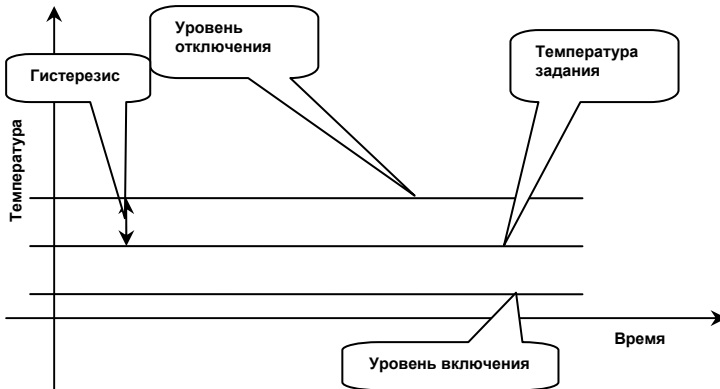 Уровень
отключения
Температура
задания
Гистерезис
Температура
Время
Уровень включения